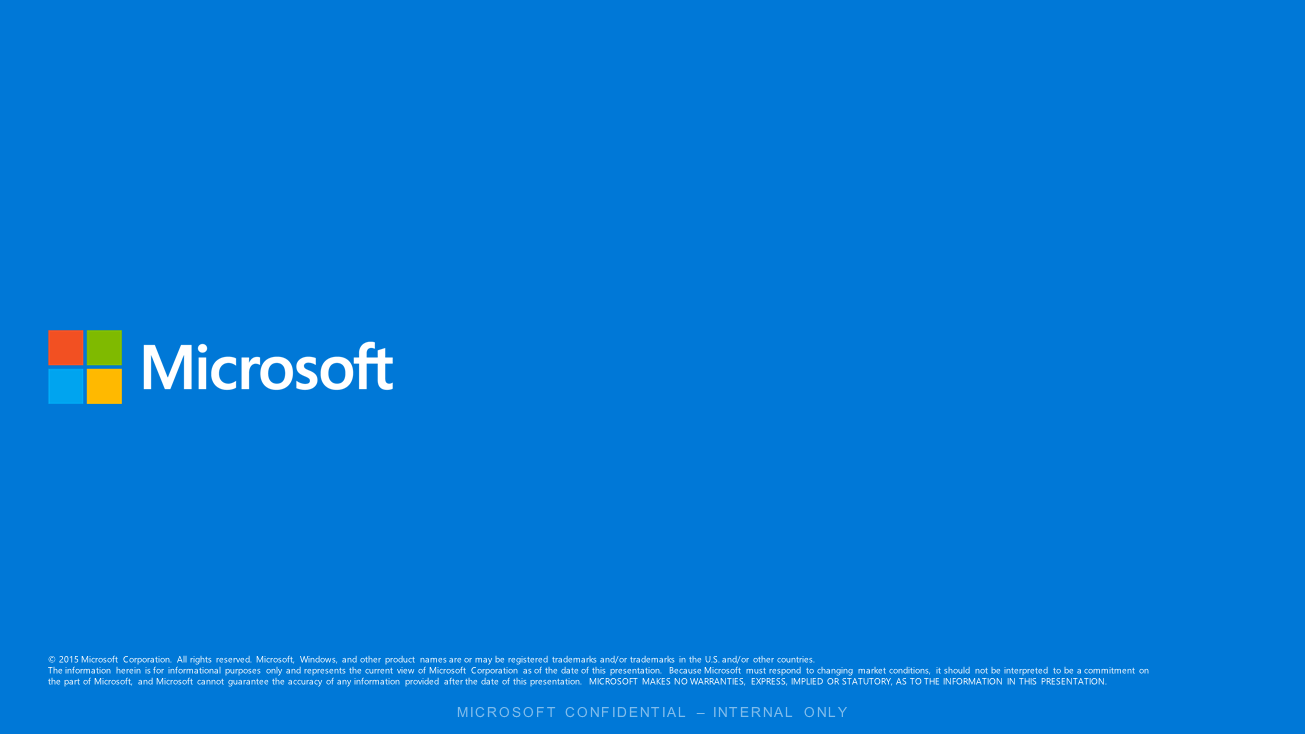 Microsoft
© 2015 Microsoft Corporation. All rights reserved. Microsoft, Windows, and other product names are or may be registered trademarks and/or trademarks in the U.S. and/or other countries.
The information herein is for informational purposes only and represents the current view of Microsoft Corporation as of the date of this presentation. Because Microsoft must respond to changing market conditions, it should not be interpreted to be a commitment on
the part of Microsoft, and Microsoft cannot guarantee the accuracy of any information provided after the date of this presentation. MICROSOFT MAKES NO WARRANTIES, EXPRESS, IMPLIED OR STATUTORY, AS TO THE INFORMATION IN THIS PRESENTATION.
MICROSOFT CONFIDENTIAL – INTERNAL ONLY